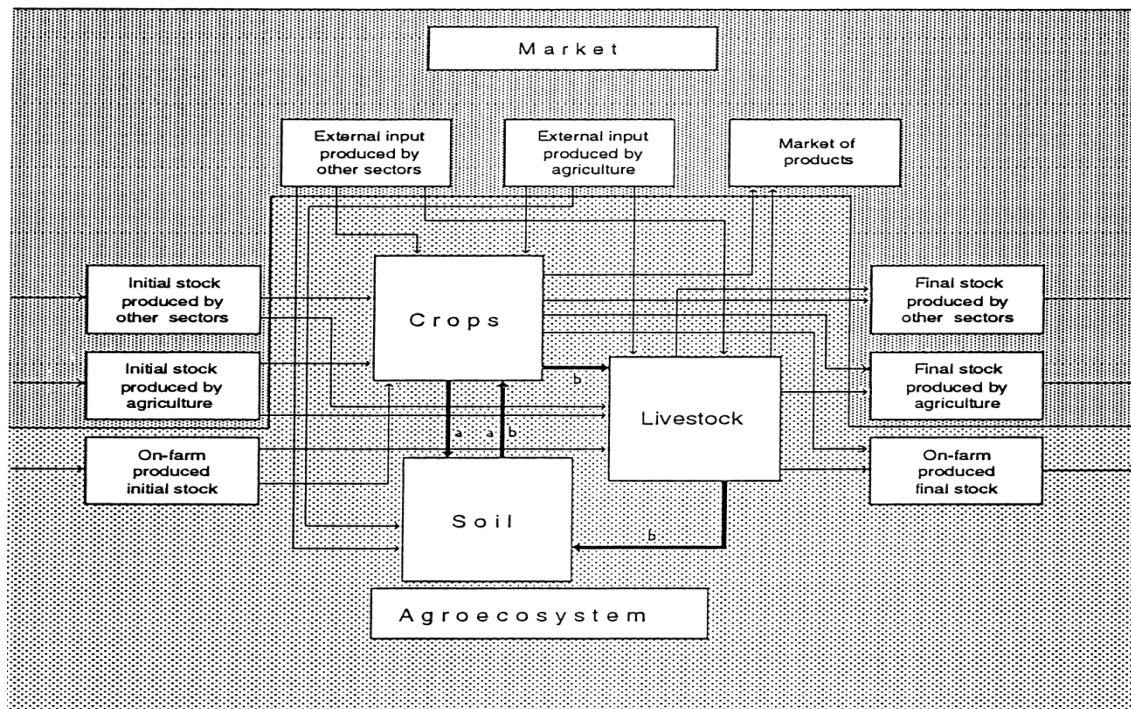 Market
External input
produced by
other sectors
External input
produced by
agriculture
Market of
products
Initial stock
produced by
other sectors
Crops
Final stock
produced by
other sectors
Initial stock
produced by
agriculture
b
Livestock
Final stock
produced by
agriculture
a
a
b
On-farm
produced
initial stock
On-farm
produced
final stock
Soil
b
Agroecosystem